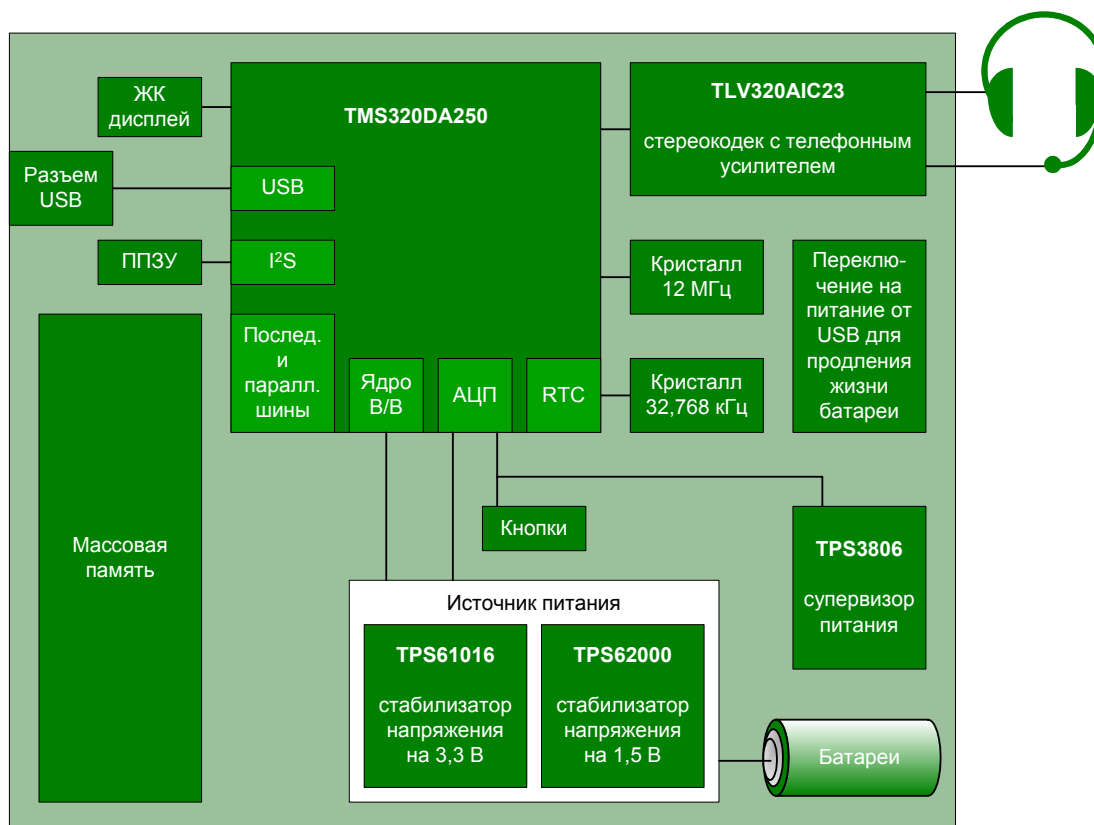 ЖК
дисплей
TMS320DA250
TLV320AIC23
стереокодек с телефонным
усилителем
Разъем
USB
USB
ППЗУ
I²S
Кристалл
12 МГц
Переклю-
чение на
питание от
USB для
продления
жизни
батареи
Послед.
и
паралл.
шины
Ядро
В/В
АЦП
RTC
Кристалл
32,768 кГц
Массовая
память
Кнопки
TPS3806
супервизор
питания
Источник питания
TPS61016
стабилизатор
напряжения
на 3,3 В
TPS62000
стабилизатор
напряжения
на 1,5 В
Батареи